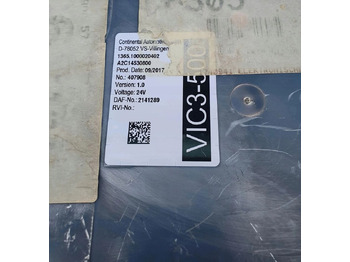 Continental Automotive
D-78052 VS-Villingen
1365.1000020402
A2C14530800
Prod. Date: 09/2017
No.: 407908
Version: 1.0
Voltage: 24V
DAF-No.: 2141289
RVI-No.:
VIC3-500